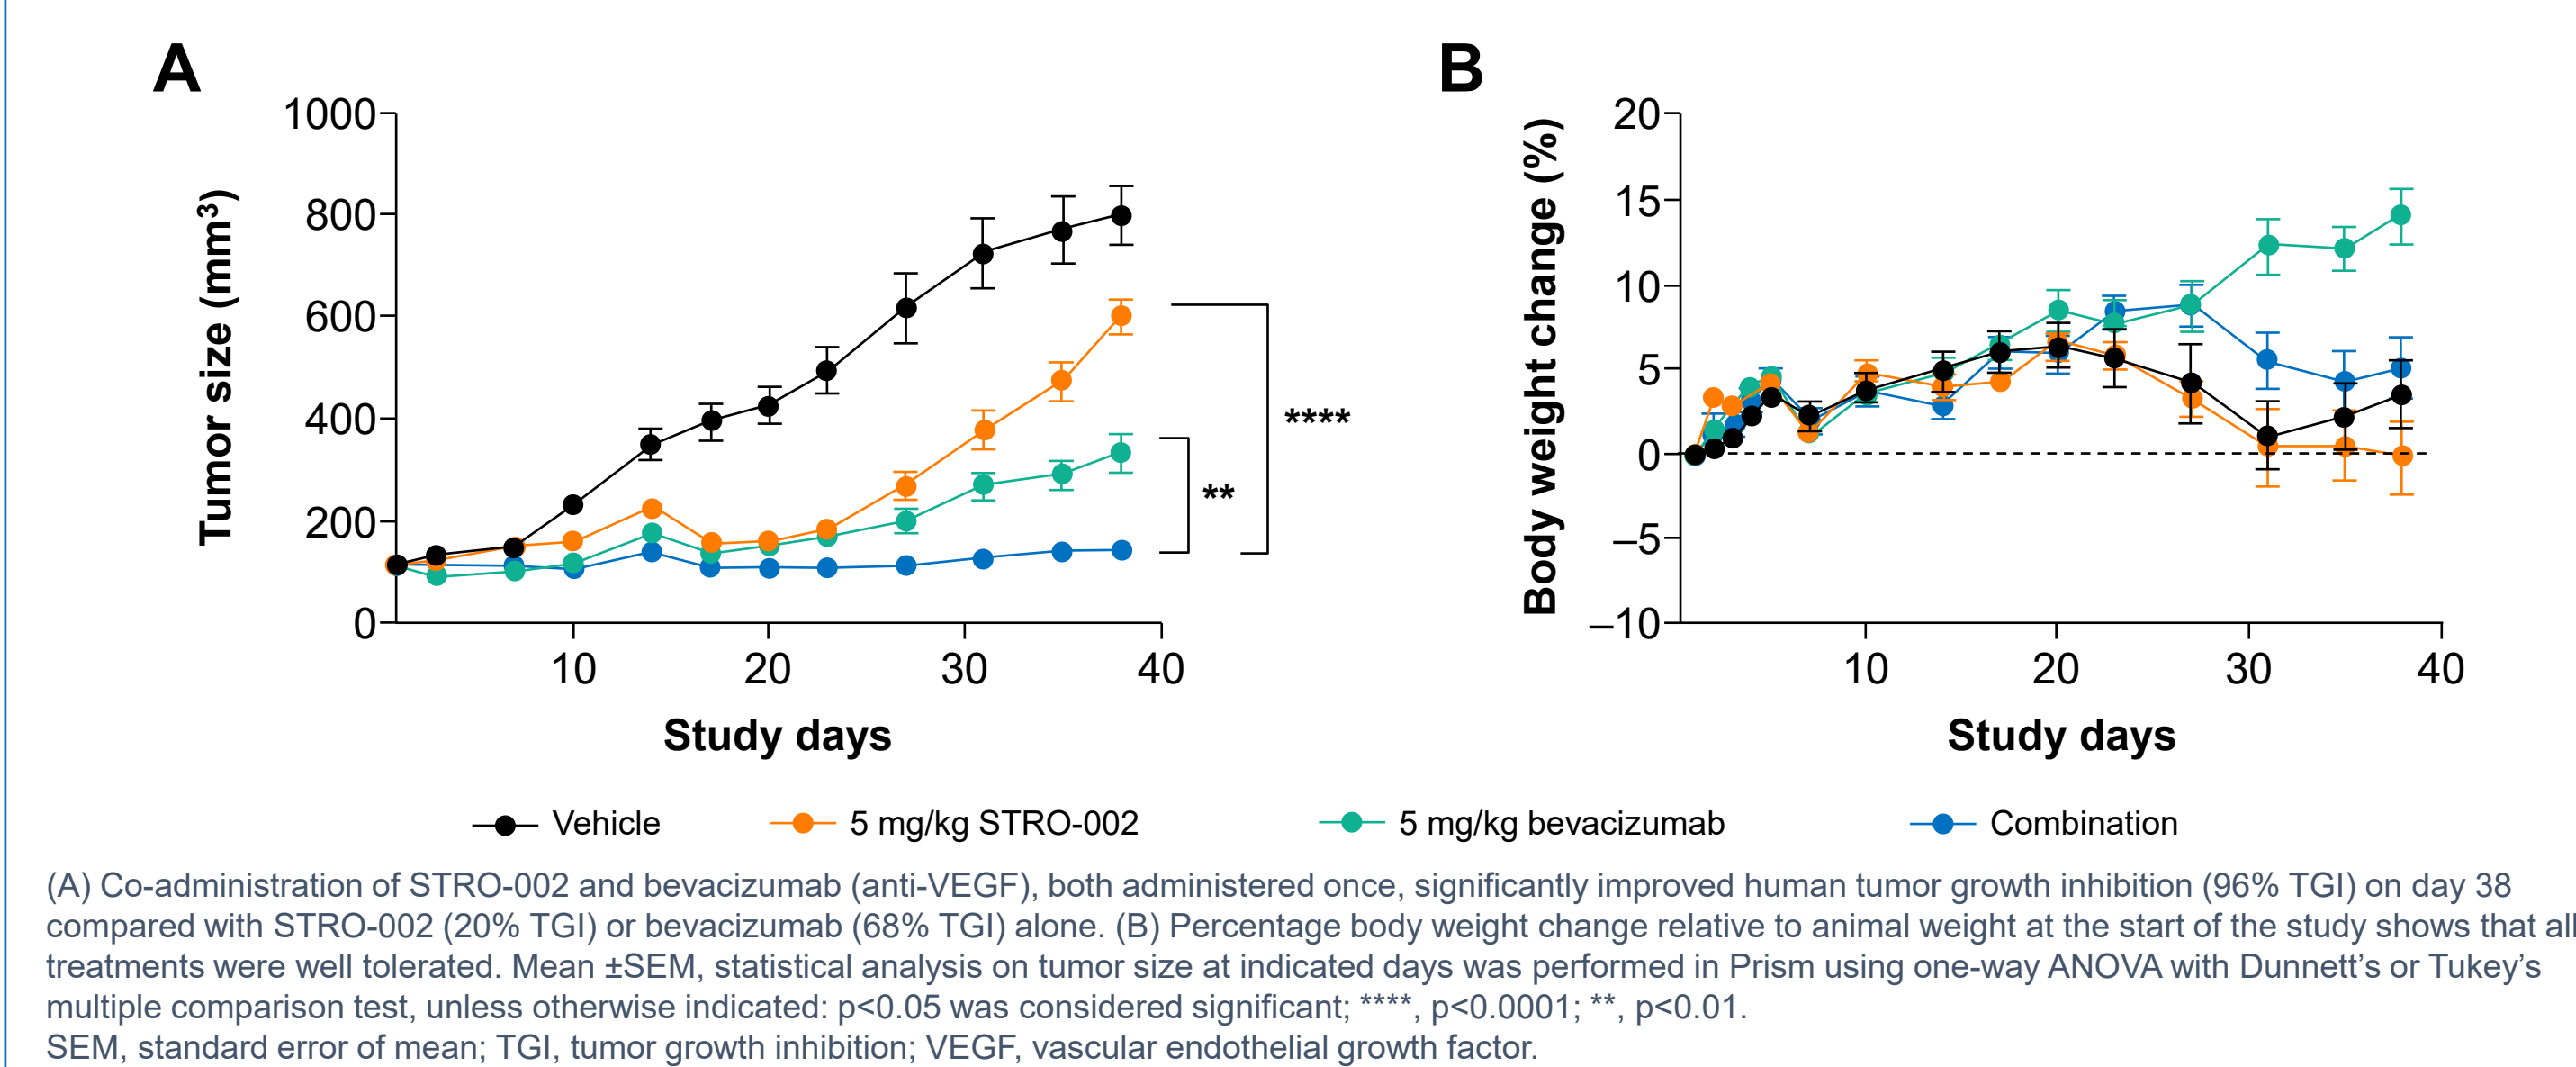 A
B
1000
800
600
400
200
0
Tumor size (mm³)
10 20 30 40
Study days
****
**
20
15
10
5
0
–5
–10
Body weight change (%)
10 20 30 40
Study days
Vehicle 5 mg/kg STRO-002 5 mg/kg bevacizumab Combination
(A) Co-administration of STRO-002 and bevacizumab (anti-VEGF), both administered once, significantly improved human tumor growth inhibition (96% TGI) on day 38
compared with STRO-002 (20% TGI) or bevacizumab (68% TGI) alone. (B) Percentage body weight change relative to animal weight at the start of the study shows that all
treatments were well tolerated. Mean ±SEM, statistical analysis on tumor size at indicated days was performed in Prism using one-way ANOVA with Dunnett’s or Tukey’s
multiple comparison test, unless otherwise indicated: p<0.05 was considered significant; ****, p<0.0001; **, p<0.01.
SEM, standard error of mean; TGI, tumor growth inhibition; VEGF, vascular endothelial growth factor.